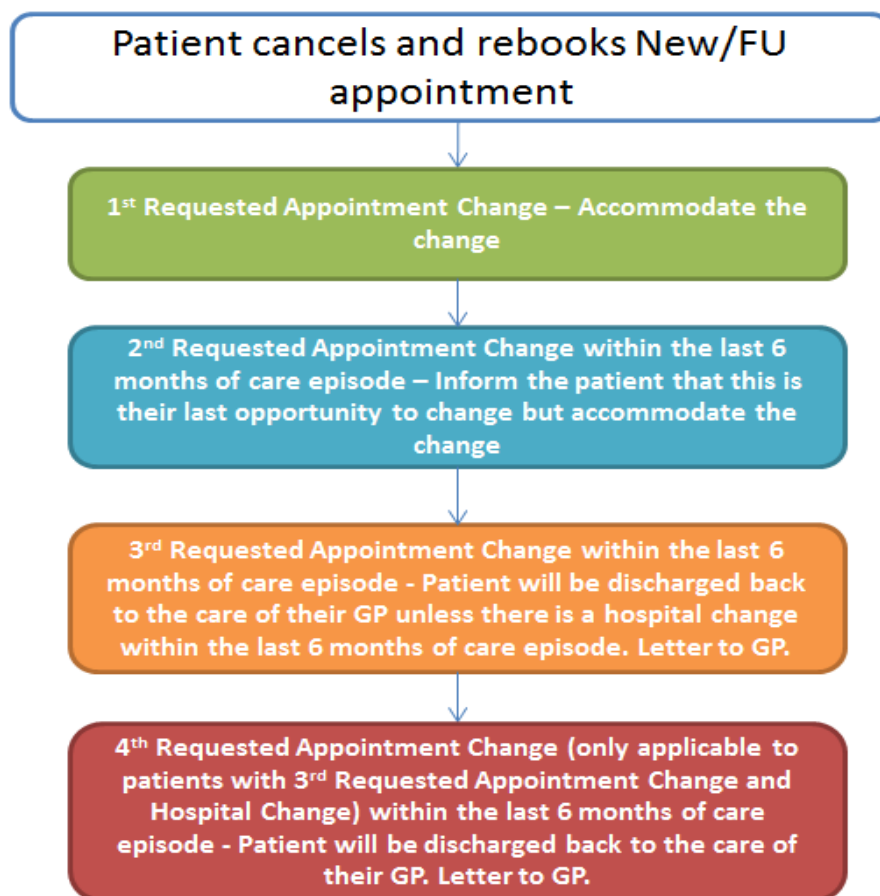 Patient cancels and rebooks New/FU
appointment
1st Requested Appointment Change – Accommodate the
change
2nd Requested Appointment Change within the last 6
months of care episode – Inform the patient that this is
their last opportunity to change but accommodate the
change
3rd Requested Appointment Change within the last 6
months of care episode - Patient will be discharged back
to the care of their GP unless there is a hospital change
within the last 6 months of care episode. Letter to GP.
4th Requested Appointment Change (only applicable to
patients with 3rd Requested Appointment Change and
Hospital Change) within the last 6 months of care
episode - Patient will be discharged back to the care of
their GP. Letter to GP.